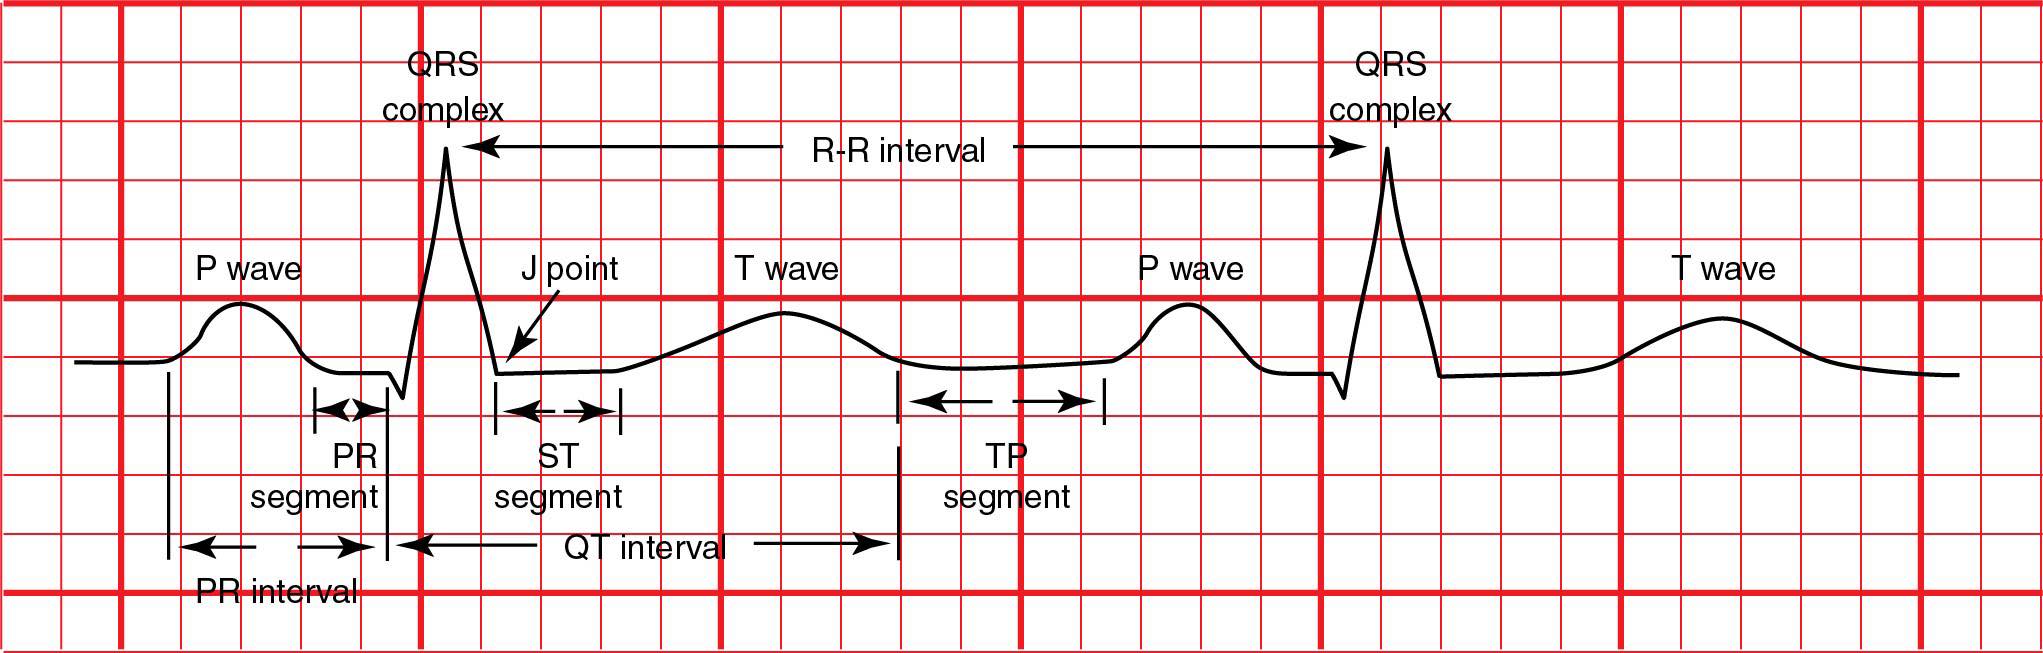 QRS
complex
QRS
complex
R-R interval
P wave
J point
T wave
P wave
T wave
PR
segment
ST
segment
TP
segment
QT interval
PR interval